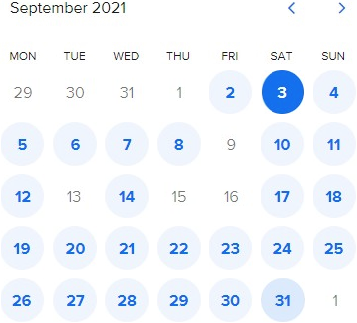 September 2021
MON TUE WED THU FRI SAT SUN
29 30 31 1 2 3 4
5 6 7 8 9 10 11
12 13 14 15 16 17 18
19 20 21 22 23 24 25
26 27 28 29 30 31 1